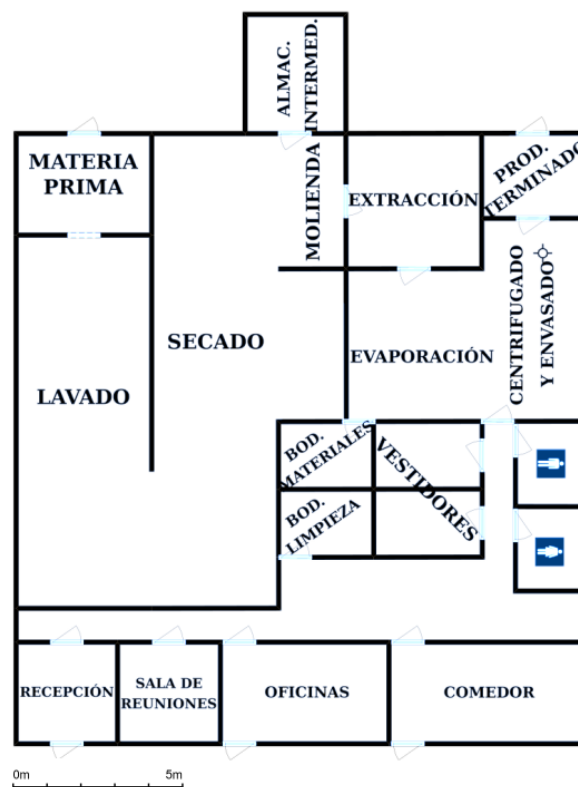 ALMAC.
INTERMED.
MATERIA
PRIMA
MOLIENDA
EXTRACCIÓN
PROD.
TERMINADO
SECADO
EVAPORACIÓN
CENTRIFUGADO
Y ENVASADO
LAVADO
BOD.
MATERIALES
VESTIDORES
BOD.
LIMPIEZA
RECEPCIÓN
SALA DE
REUNIONES
OFICINAS
COMEDOR
0m
5m